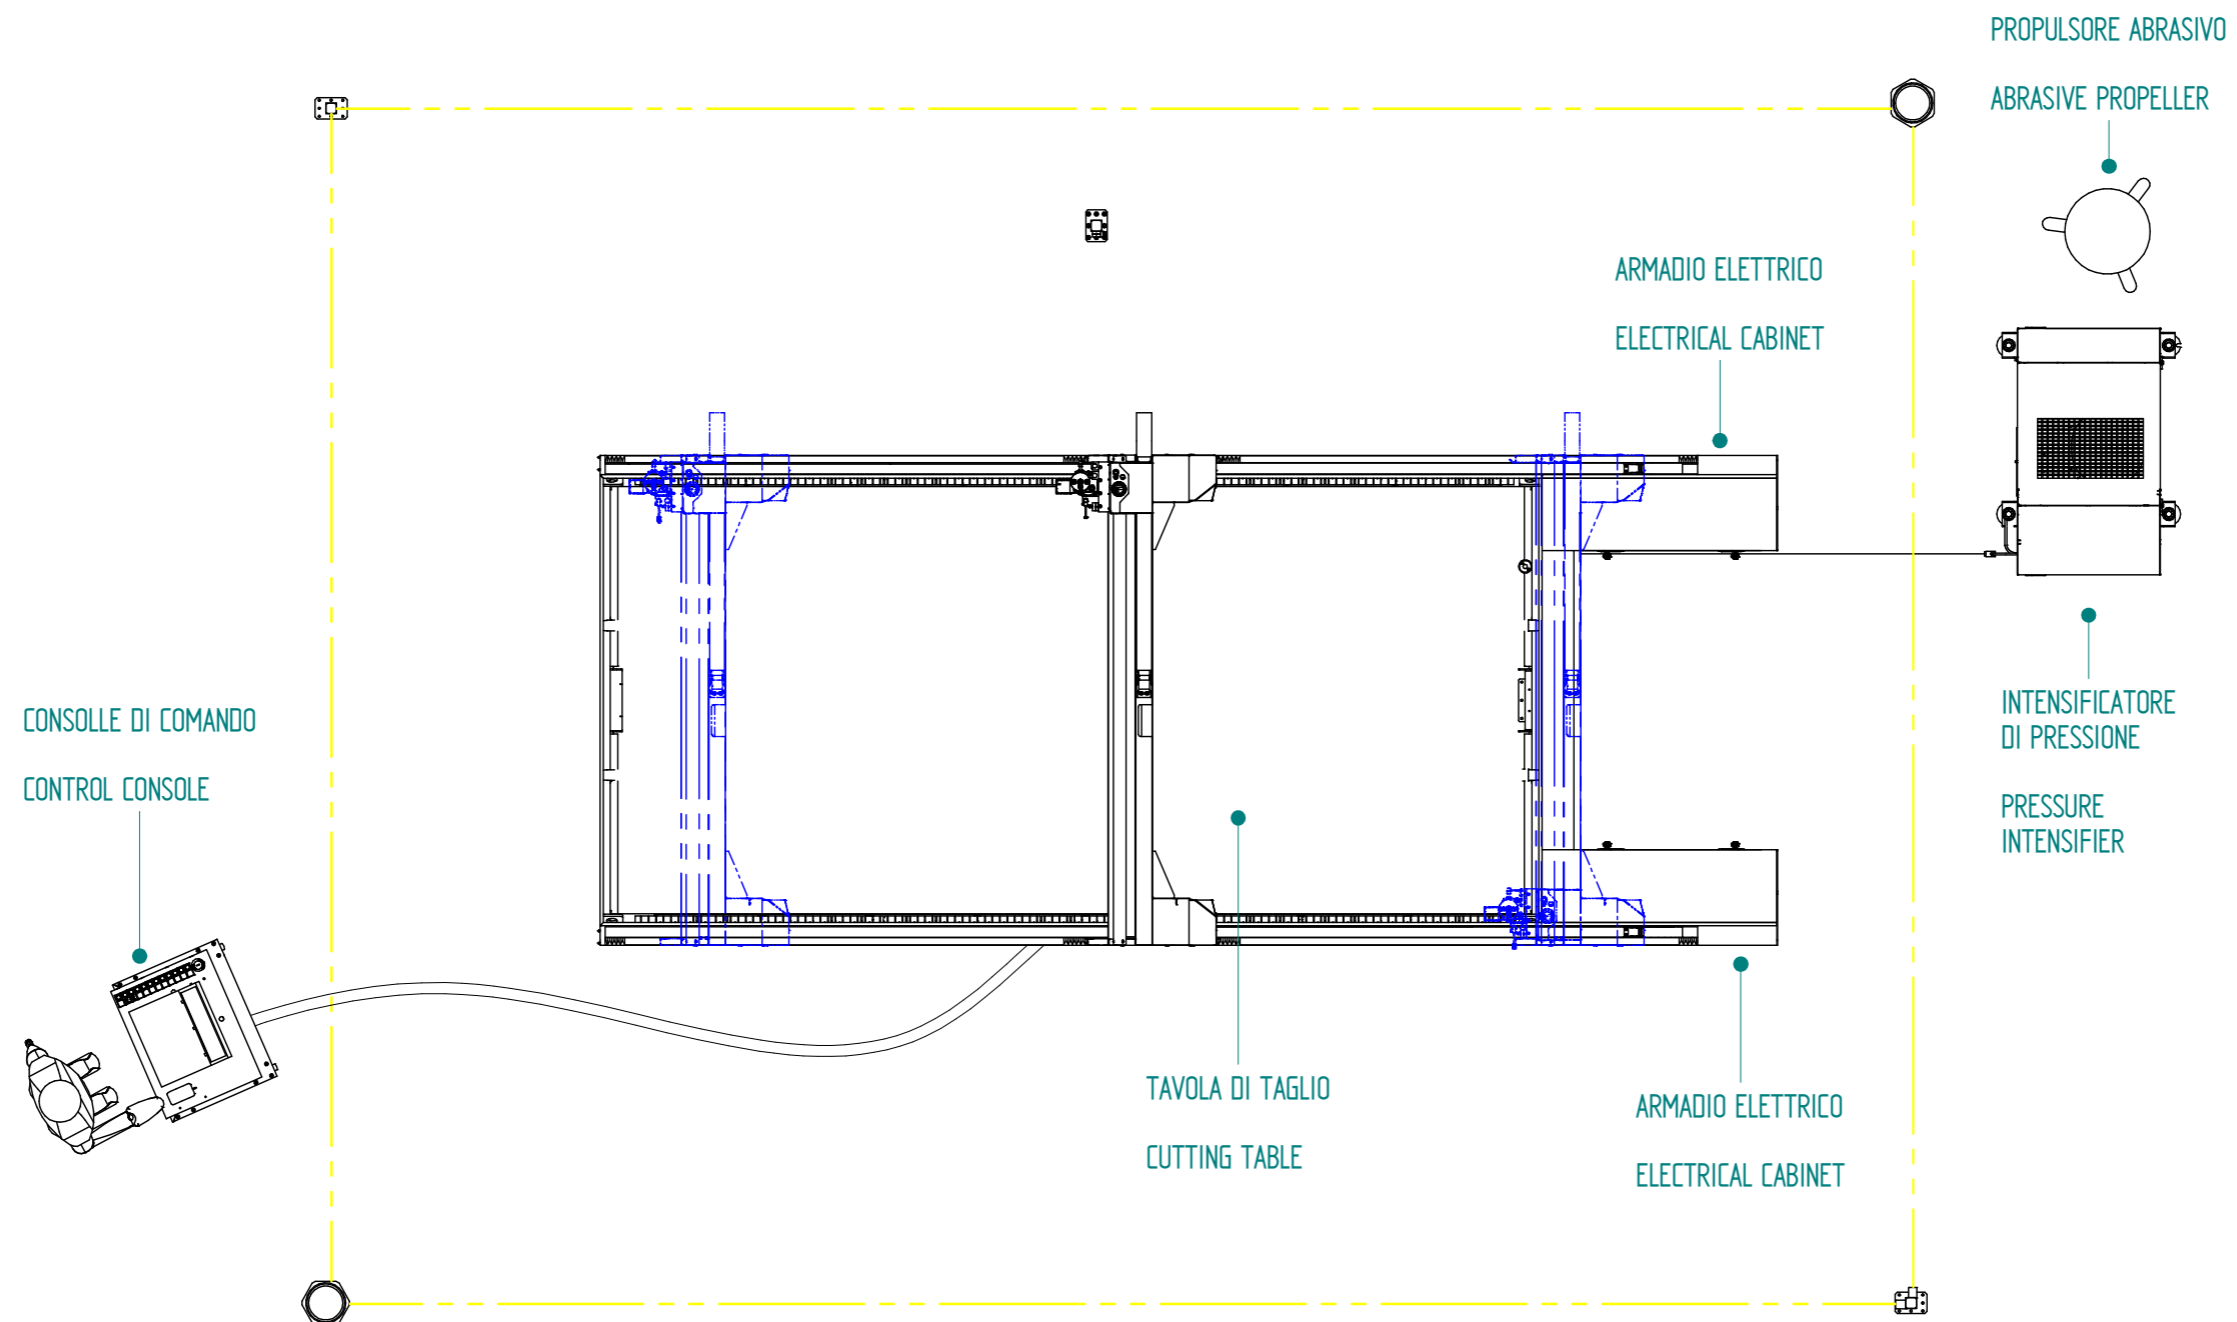 PROPULSORE ABRASIVO
ABRASIVE PROPELLER
ARMADIO ELETTRICO
ELECTRICAL CABINET
INTENSIFICATORE
DI PRESSIONE
PRESSURE
INTENSIFIER
CONSOLLE DI COMANDO
CONTROL CONSOLE
TAVOLA DI TAGLIO
CUTTING TABLE
ARMADIO ELETTRICO
ELECTRICAL CABINET